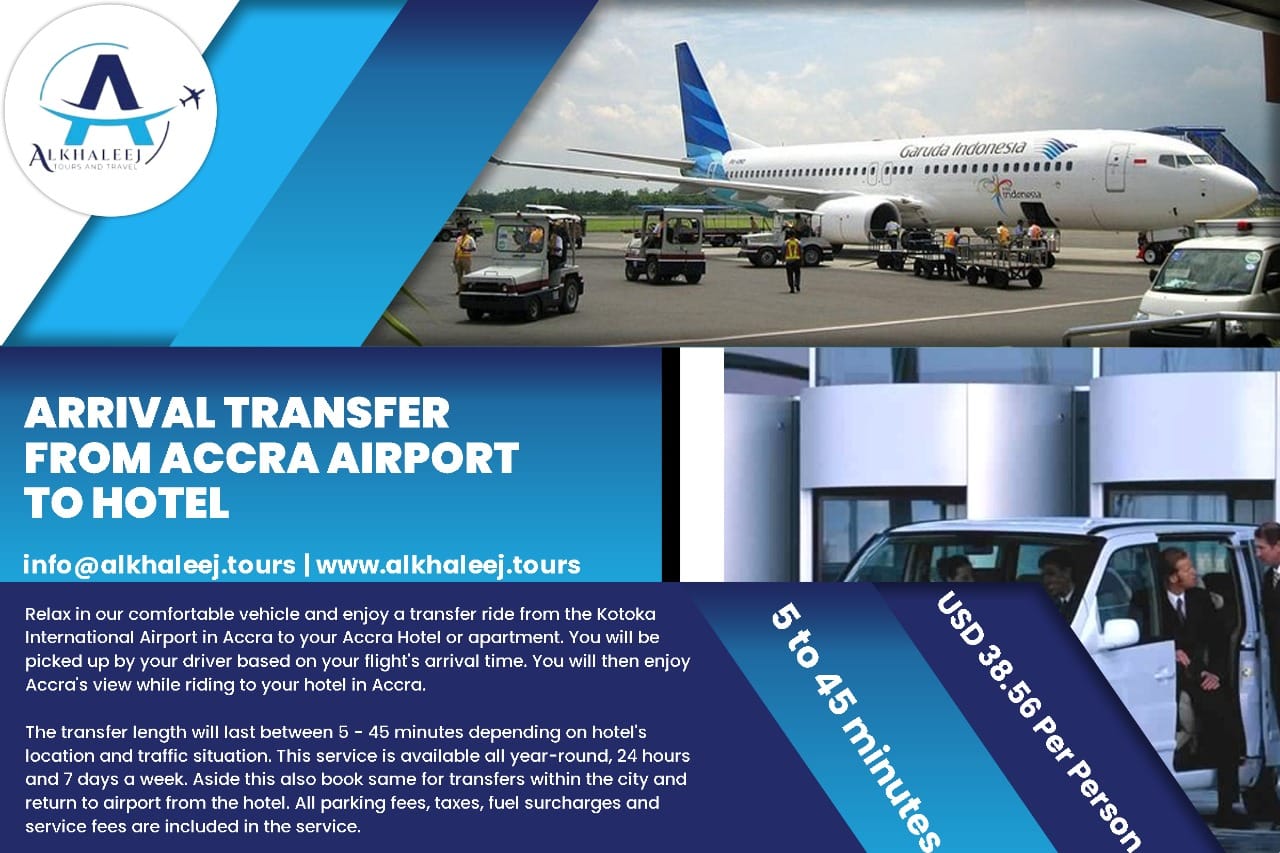 ALKHALEEJ
TOURS AND TRAVEL
Garuda Indonesia
indonesia
ARRIVAL TRANSFER
FROM ACCRA AIRPORT
TO HOTEL
info@alkhaleej.tours | www.alkhaleej.tours
Relax in our comfortable vehicle and enjoy a transfer ride from the Kotoka
International Airport in Accra to your Accra Hotel or apartment. You will be
picked up by your driver based on your flight's arrival time. You will then enjoy
Accra's view while riding to your hotel in Accra.
The transfer length will last between 5 - 45 minutes depending on hotel's
location and traffic situation. This service is available all year-round, 24 hours
and 7 days a week. Aside this also book same for transfers within the city and
return to airport from the hotel. All parking fees, taxes, fuel surcharges and
service fees are included in the service.
5 to 45 minutes
USD 38.56 Per Person